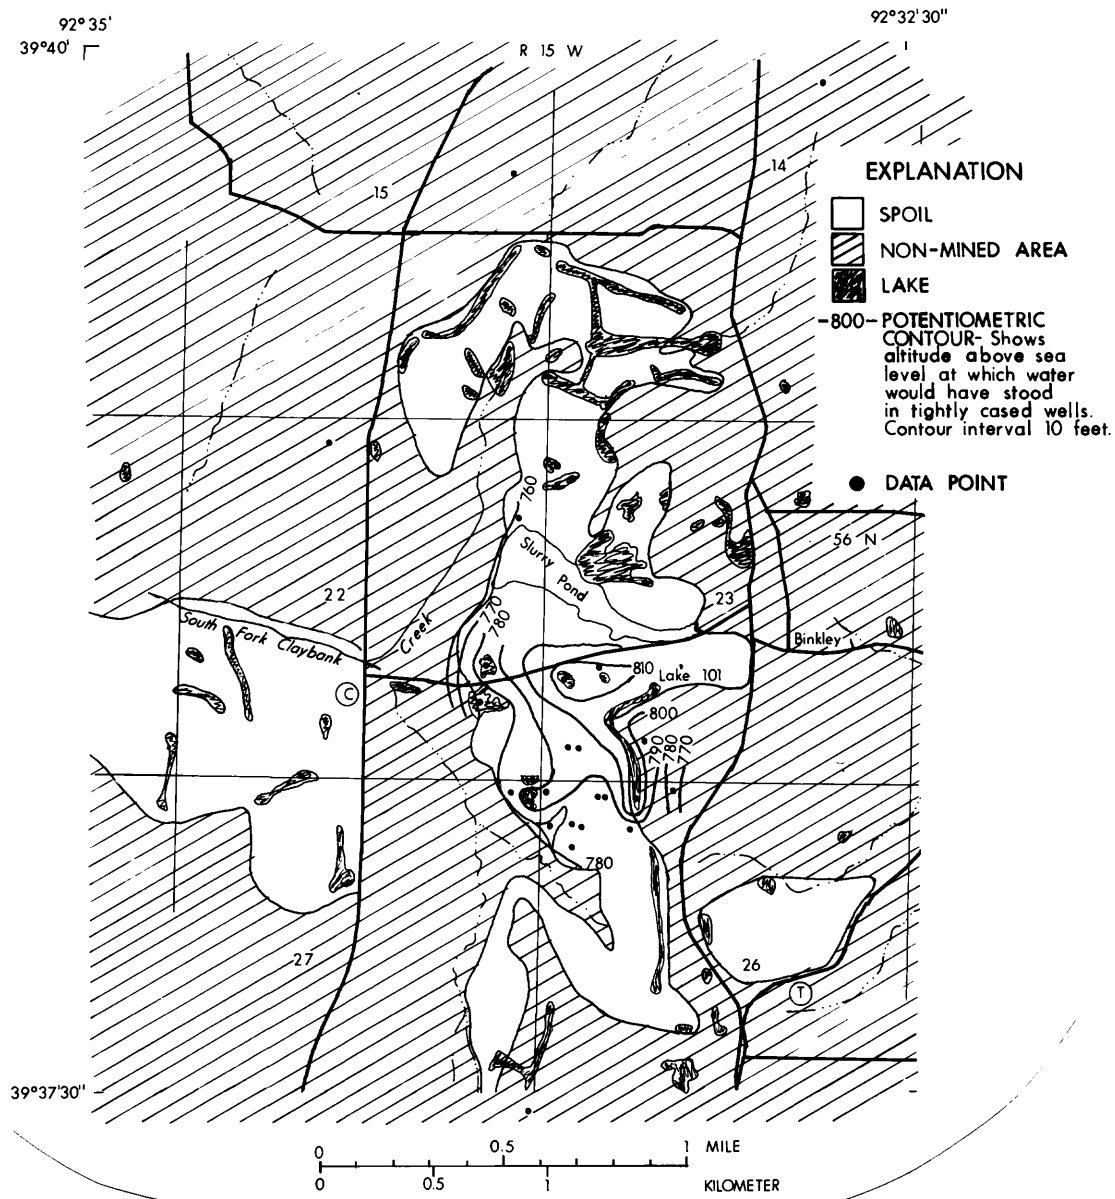 92° 35'
39°40'
R 15 W
92° 32' 30"
14
15
EXPLANATION
SPOIL
NON-MINED AREA
LAKE
-800- POTENTIOMETRIC
CONTOUR- Shows
altitude above sea
level at which water
would have stood
in tightly cased wells.
Contour interval 10 feet.
DATA POINT
760
56 N
Slurry Pond
22
23
770
780
South Fork Claybank
Creek
Binkley
810
Lake 101
C
800
790
780
770
780
27
26
T
39°37'30"
0 0.5 1 MILE
0 0.5 1 KILOMETER